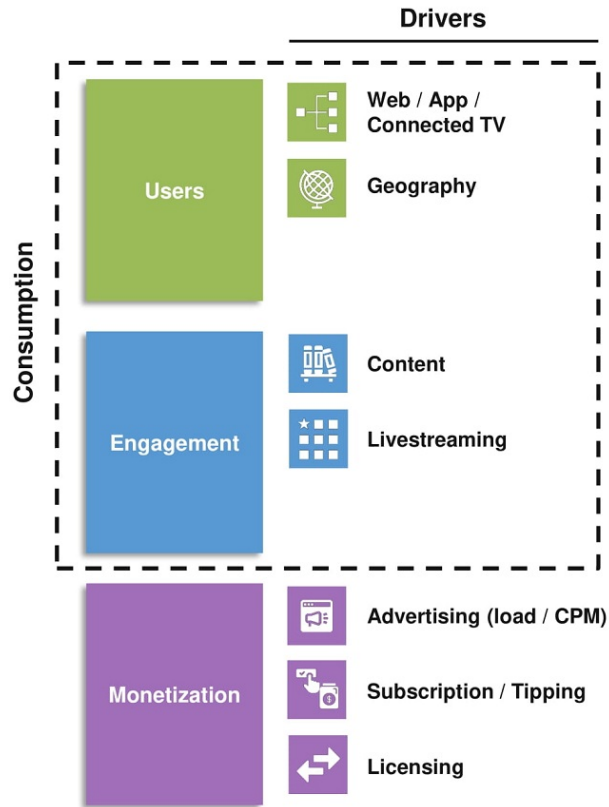 Drivers
Consumption
Users
Web / App /
Connected TV
Geography
Engagement
Content
Livestreaming
Monetization
Advertising (load / CPM)
Subscription / Tipping
Licensing